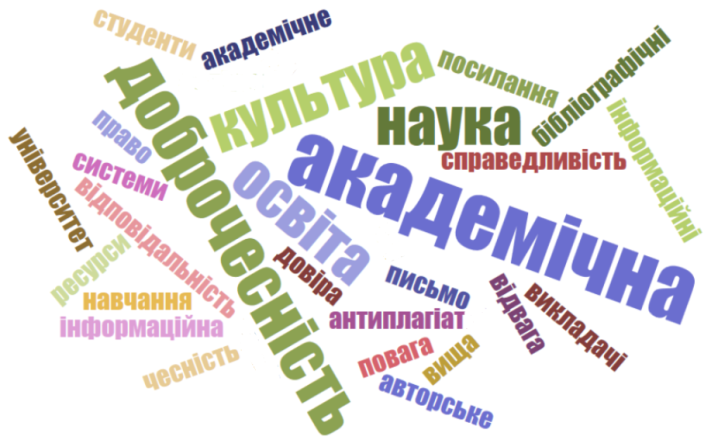 студенти
академічне
доброчесність
культура
посилання
бібліографічні
наука
справедливість
інформаційні
право
університет
системи
відповідальність
освіта
академічна
ресурси
довіра
письмо
навчання
інформаційна
антиплагіат
відвага
викладачі
чесність
повага
вища
авторське